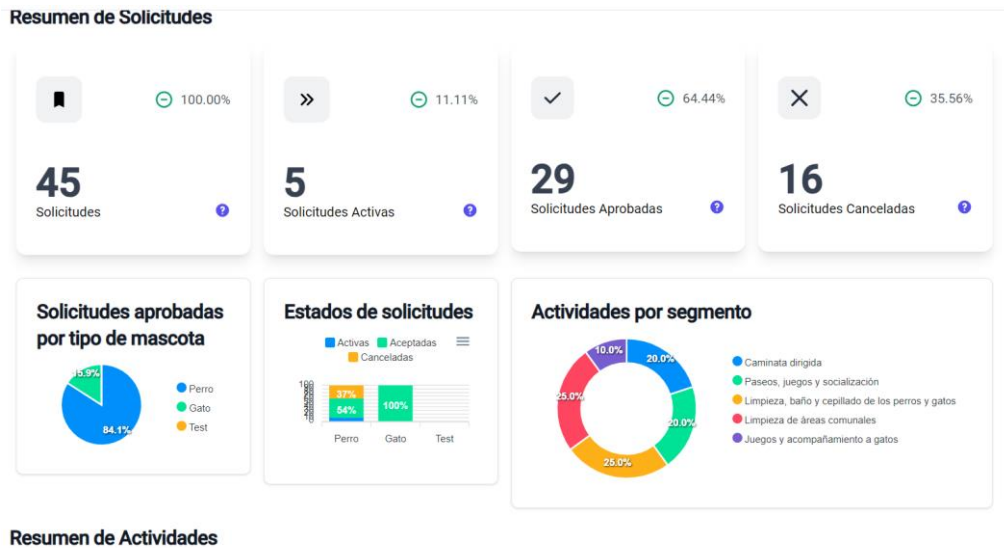 Resumen de Solicitudes
100.00%
45
Solicitudes
11.11%
5
Solicitudes Activas
64.44%
29
Solicitudes Aprobadas
35.56%
16
Solicitudes Canceladas
Solicitudes aprobadas
por tipo de mascota
15.9%
84.1%
Perro
Gato
Test
Estados de solicitudes
Activas Aceptadas
Canceladas
100
37%
54%
100%
Perro Gato Test
Actividades por segmento
10.0%
20.0%
25.0%
20.0%
25.0%
Caminata dirigida
Paseos, juegos y socialización
Limpieza, baño y cepillado de los perros y gatos
Limpieza de áreas comunales
Juegos y acompañamiento a gatos
Resumen de Actividades